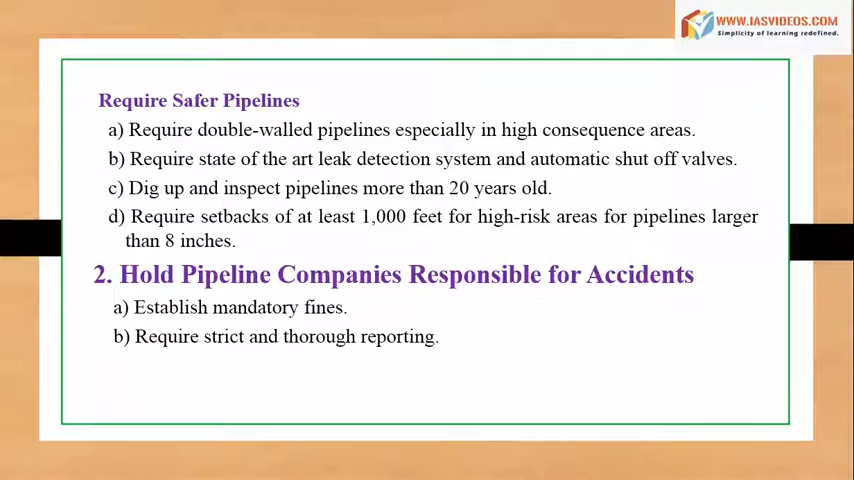 WWW.IASVIDEOS.COM
Simplicity of learning redefined.
Require Safer Pipelines
a) Require double-walled pipelines especially in high consequence areas.
b) Require state of the art leak detection system and automatic shut off valves.
c) Dig up and inspect pipelines more than 20 years old.
d) Require setbacks of at least 1,000 feet for high-risk areas for pipelines larger
than 8 inches.
2. Hold Pipeline Companies Responsible for Accidents
a) Establish mandatory fines.
b) Require strict and thorough reporting.